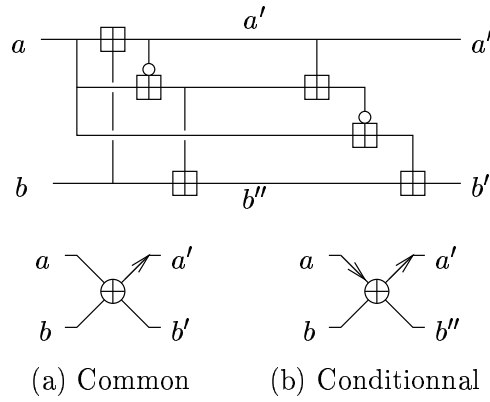 a′
a a′
b b′
b″
a a′ a a′
b b′ b b″
(a) Common (b) Conditionnal